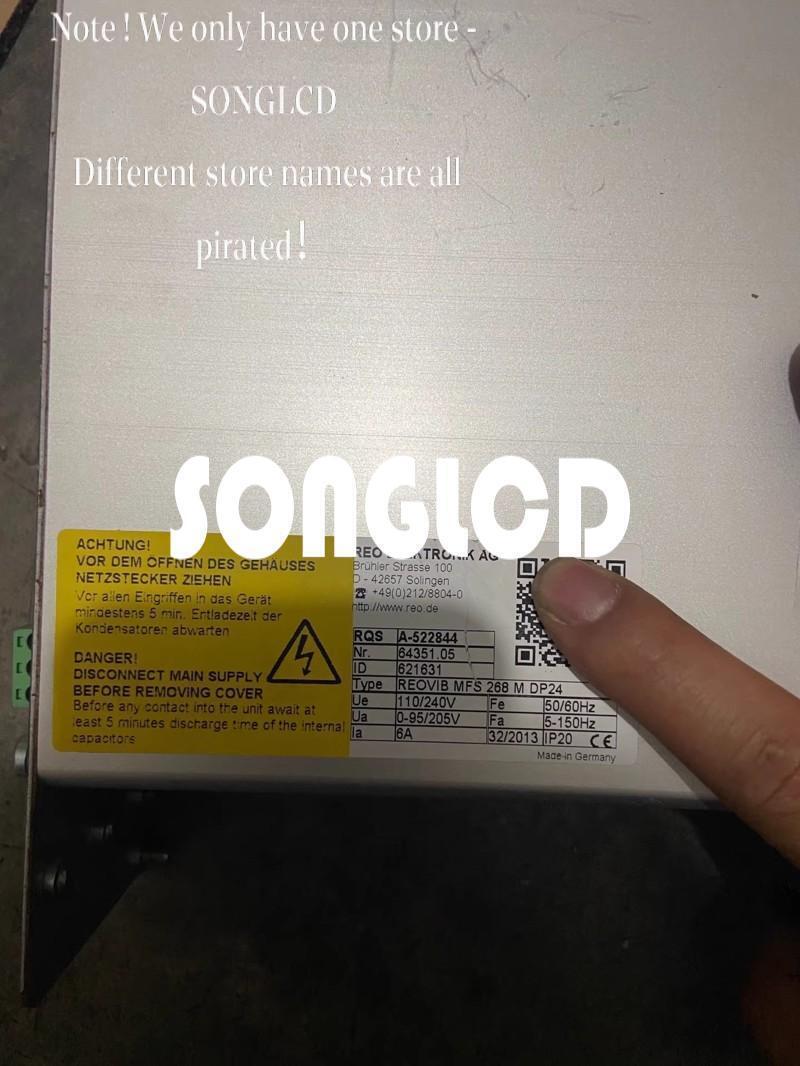 Note ! We only have one store -
SONGLCD
Different store names are all
pirated!
SONGLCD
ACHTUNG!
VOR DEM ÖFFNEN DES GEHÄUSES
NETZSTECKER ZIEHEN
Vor allen Eingriffen in das Gerät
mindestens 5 min. Entladezeit der
Kondensatoren abwarten
DANGER!
DISCONNECT MAIN SUPPLY
BEFORE REMOVING COVER
Before any contact into the unit await at
least 5 minutes discharge time of the internal
capacitors
REO AG
Brühler Strasse 100
D - 42657 Solingen
☎ +49(0)212/8804-0
http://www.reo.de
RQS A-522844
Nr. 64351.05
ID 621631
Type REOVIB MFS 268 M DP24
Ue 110/240V Fe 50/60Hz
Ua 0-95/205V Fa 5-150Hz
Ia 6A 32/2013 IP20 CE
Made in Germany